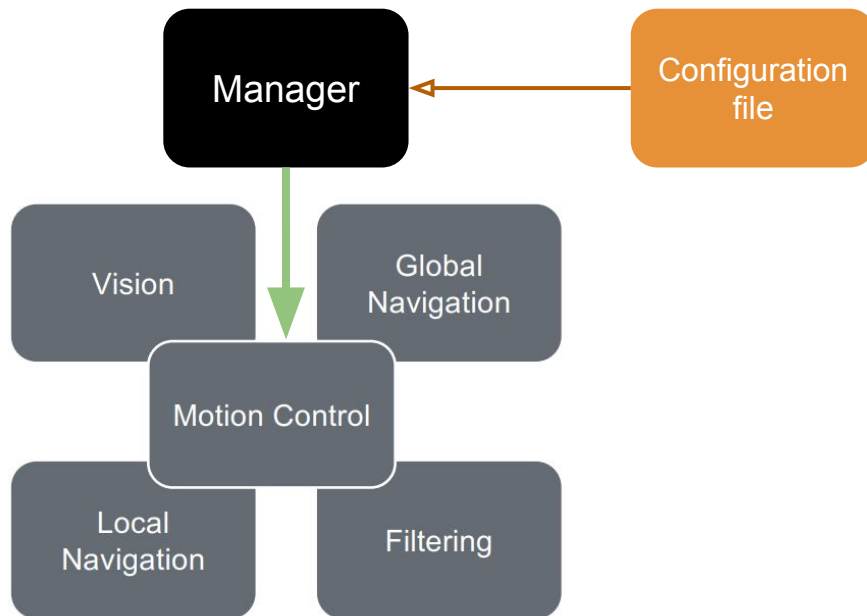 Manager
Configuration
file
Vision
Global
Navigation
Motion Control
Local
Navigation
Filtering